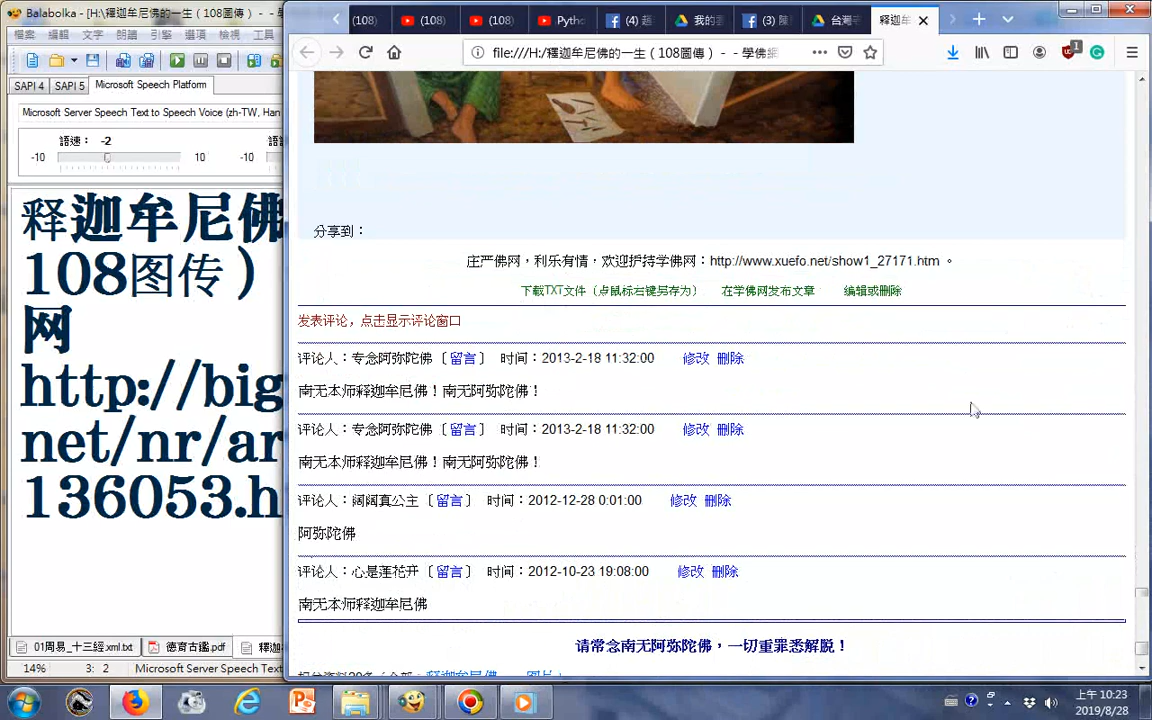 Balabolka - [H:\釋迦牟尼佛的一生（108圖傳）-
檔案 編輯 文字 朗讀 引擎 選項 檢視 工具
SAPI 4 SAPI 5 Microsoft Speech Platform
Microsoft Server Speech Text to Speech Voice (zh-TW, Han
語速： -2
-10 10 -10
释迦牟尼佛
108图传）
网
http://big
net/nr/ar
136053.h
01周易_十三經.xml.txt 德育古鑑.pdf 釋迦
14% 3: 2 Microsoft Server Speech Text
(108) (108) (108) Pytho (4) 趙 我的雲 (3) 陳 台灣 釋迦牟
file:///H:/釋迦牟尼佛的一生（108圖傳）- - 學佛網
1
分享到：
庄严佛网，利乐有情，欢迎护持学佛网：http://www.xuefo.net/show1_27171.htm 。
下载TXT文件（点鼠标右键另存为） 在学佛网发布文章 编辑或删除
发表评论，点击显示评论窗口
评论人：专念阿弥陀佛〔留言〕 时间：2013-2-18 11:32:00 修改 删除
南无本师释迦牟尼佛！南无阿弥陀佛！
评论人：专念阿弥陀佛〔留言〕 时间：2013-2-18 11:32:00 修改 删除
南无本师释迦牟尼佛！南无阿弥陀佛！
评论人：阔阔真公主〔留言〕 时间：2012-12-28 0:01:00 修改 删除
阿弥陀佛
评论人：心是莲花开〔留言〕 时间：2012-10-23 19:08:00 修改 删除
南无本师释迦牟尼佛
请常念南无阿弥陀佛，一切重罪悉解脱！
上午 10:23
2019/8/28